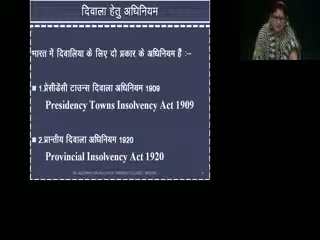 दिवाला हेतु अधिनियम
भारत में दिवालिया के लिए दो प्रकार के अधिनियम हैं :–
1.प्रेसीडेंसी टाउन्स दिवाला अधिनियम 1909
Presidency Towns Insolvency Act 1909
2.प्रान्तीय दिवाला अधिनियम 1920
Provincial Insolvency Act 1920